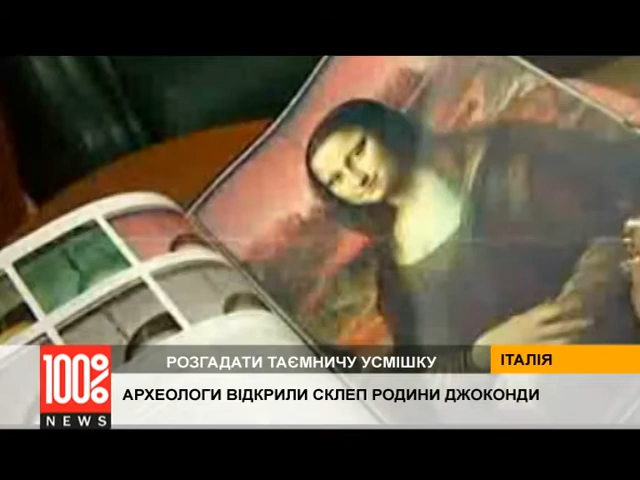 РОЗГАДАТИ ТАЄМНИЧУ УСМІШКУ
ІТАЛІЯ
100%
NEWS
АРХЕОЛОГИ ВІДКРИЛИ СКЛЕП РОДИНИ ДЖОКОНДИ